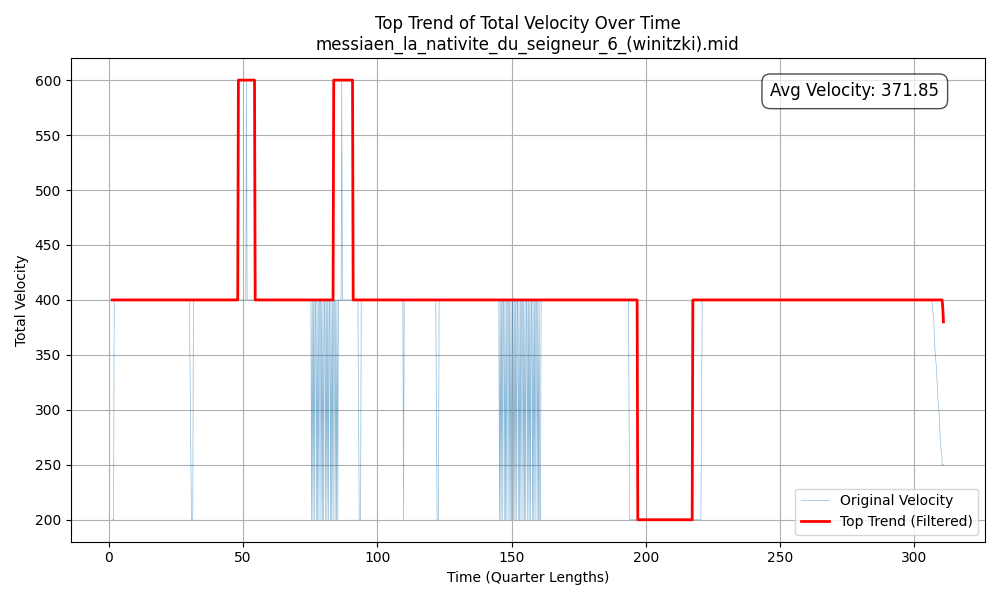 Top Trend of Total Velocity Over Time
messiaen_la_nativite_du_seigneur_6_(winitzki).mid
Avg Velocity: 371.85
Total Velocity
600
550
500
450
400
350
300
250
200
Original Velocity
Top Trend (Filtered)
0 50 100 150 200 250 300
Time (Quarter Lengths)